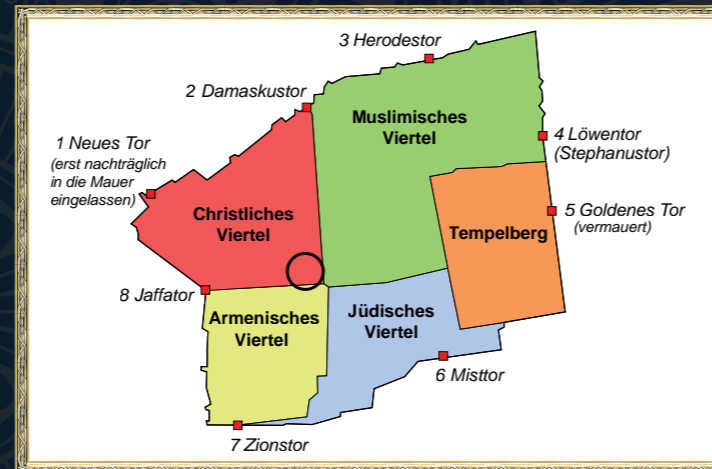 3 Herodestor
2 Damaskustor
Muslimisches
Viertel
1 Neues Tor
(erst nachträglich
in die Mauer
eingelassen)
4 Löwentor
(Stephanustor)
Christliches
Viertel
5 Goldenes Tor
(vermauert)
Tempelberg
8 Jaffator
Armenisches
Viertel
Jüdisches
Viertel
6 Misttor
7 Zionstor